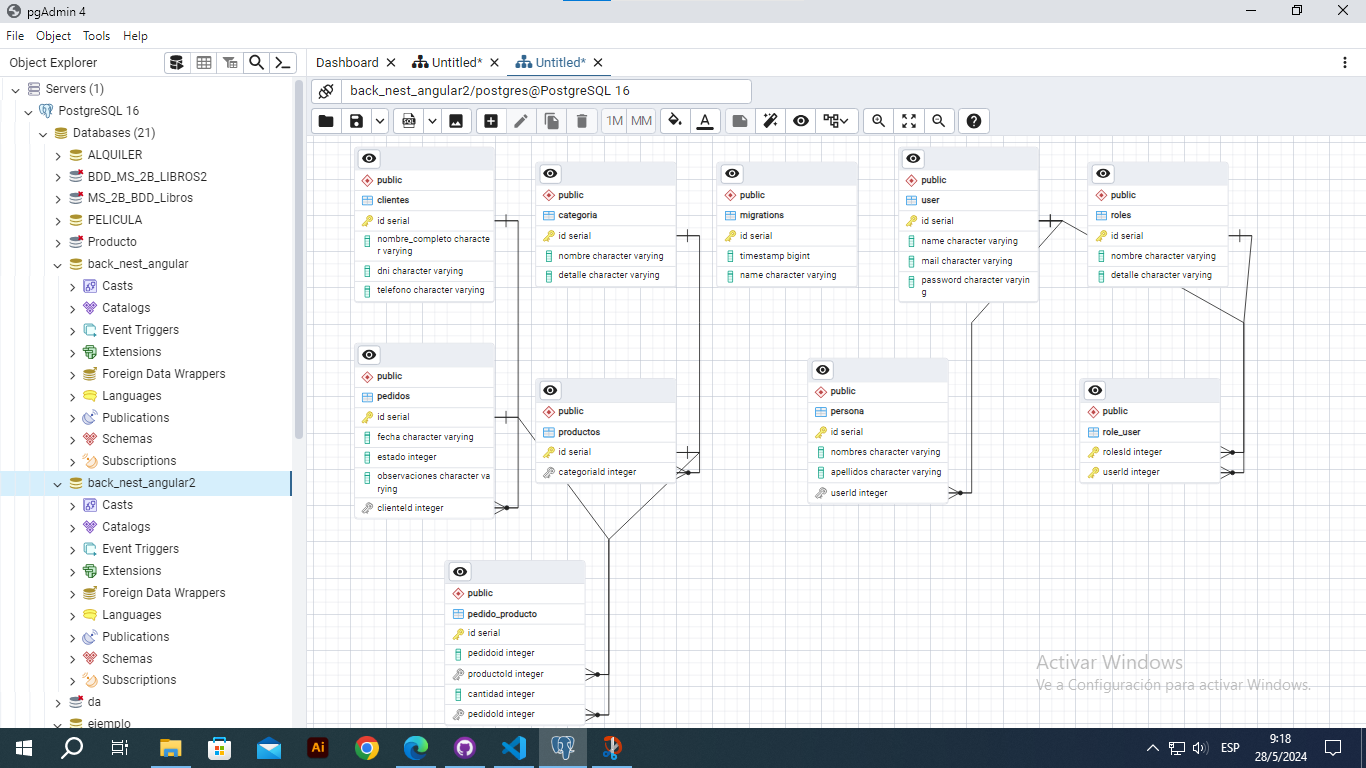 pgAdmin 4
File Object Tools Help
Object Explorer
Servers (1)
PostgreSQL 16
Databases (21)
ALQUILER
BDD_MS_2B_LIBROS2
MS_2B_BDD_Libros
PELICULA
Producto
back_nest_angular
Casts
Catalogs
Event Triggers
Extensions
Foreign Data Wrappers
Languages
Publications
Schemas
Subscriptions
back_nest_angular2
Casts
Catalogs
Event Triggers
Extensions
Foreign Data Wrappers
Languages
Publications
Schemas
Subscriptions
da
ejemplo
Dashboard
Untitled*
Untitled*
back_nest_angular2/postgres@PostgreSQL 16
SQL
1M
MM
A
public
clientes
id serial
nombre_completo characte
r varying
dni character varying
telefono character varying
public
categoria
id serial
nombre character varying
detalle character varying
public
migrations
id serial
timestamp bigint
name character varying
public
user
id serial
name character varying
mail character varying
password character varyin
g
public
roles
id serial
nombre character varying
detalle character varying
public
pedidos
id serial
fecha character varying
estado integer
observaciones character va
rying
clienteId integer
public
productos
id serial
categoriaId integer
public
persona
id serial
nombres character varying
apellidos character varying
userId integer
public
role_user
rolesId integer
userId integer
public
pedido_producto
id serial
pedidoid integer
productoId integer
cantidad integer
pedidoId integer
Activar Windows
Ve a Configuración para activar Windows.
Ai
ESP
9:18
28/5/2024